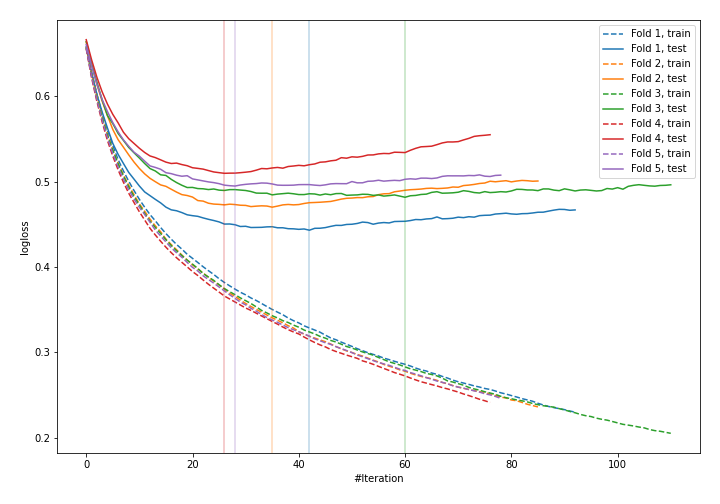 Fold 1, train
Fold 1, test
Fold 2, train
Fold 2, test
Fold 3, train
Fold 3, test
Fold 4, train
Fold 4, test
Fold 5, train
Fold 5, test
logloss
0.6
0.5
0.4
0.3
0.2
0 20 40 60 80 100
#Iteration